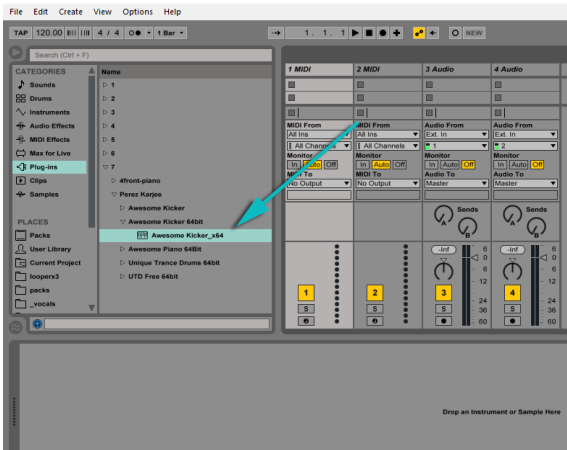 File Edit Create View Options Help
TAP 120.00 4 / 4 1 Bar 1 . 1 . 1 NEW
Search (Ctrl + F)
CATEGORIES
Sounds
Drums
Instruments
Audio Effects
MIDI Effects
Max for Live
Plug-ins
Clips
Samples
PLACES
Packs
User Library
Current Project
looperx3
packs
_vocals
Name
1
2
3
4
5
6
7
4front-piano
Perez Karjee
Awesome Kicker
Awesome Kicker 64bit
Awesome Kicker_x64
Awesome Piano 64Bit
Unique Trance Drums 64bit
UTD Free 64bit
1 MIDI 2 MIDI 3 Audio 4 Audio
MIDI From MIDI From Audio From Audio From
All Ins All Ins Ext. In Ext. In
All Channels All Channels 1 2
Monitor Monitor Monitor Monitor
In Auto Off In Auto Off In Auto Off In Auto Off
MIDI To MIDI To Audio To Audio To
No Output No Output Master Master
Sends Sends
A B A B
-Inf 6 -Inf 6
0 0
6 6
12 12
1 2 3 4
24 24
S S S 36 S 36
60 60
Drop an Instrument or Sample Here